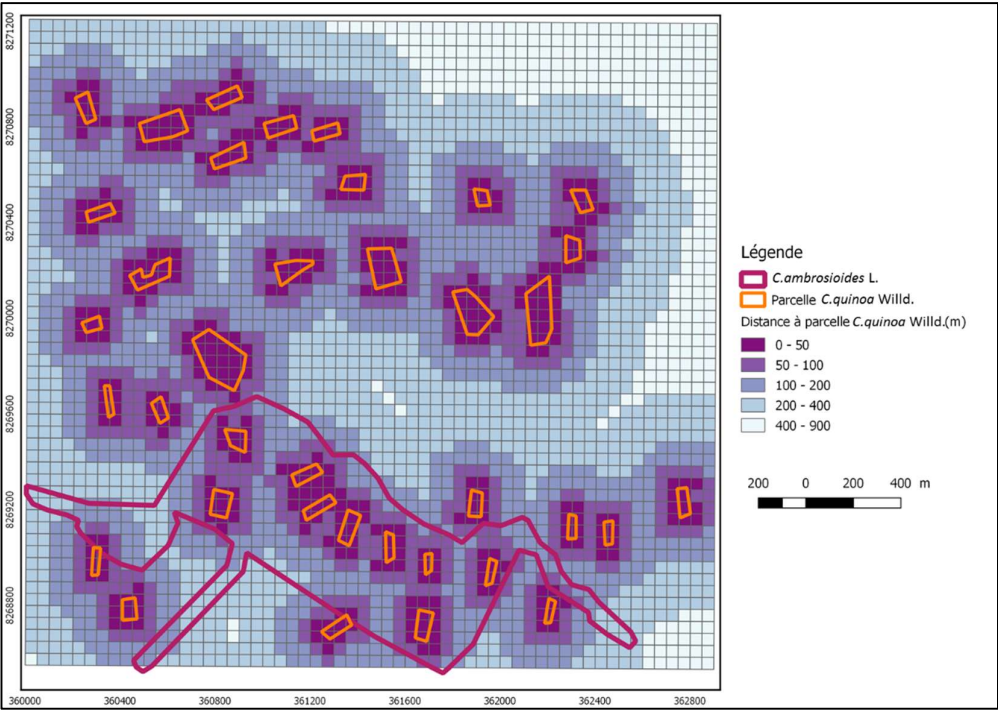 8271200
8270800
8270400
8270000
8269600
8269200
8268800
360000 360400 360800 361200 361600 362000 362400 362800
Légende
C.ambrosioides L.
Parcelle C.quinoa Willd.
Distance à parcelle C.quinoa Willd.(m)
0 - 50
50 - 100
100 - 200
200 - 400
400 - 900
200 0 200 400 m